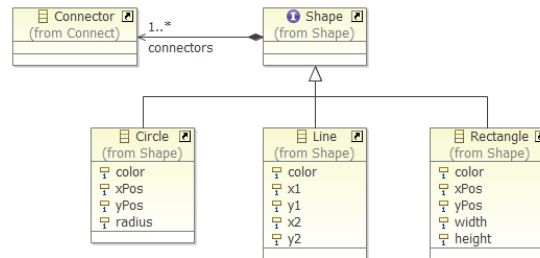 Connector
(from Connect)
1..*
connectors
I Shape
(from Shape)
Circle
(from Shape)
color
xPos
yPos
radius
Line
(from Shape)
color
x1
y1
x2
y2
Rectangle
(from Shape)
color
xPos
yPos
width
height